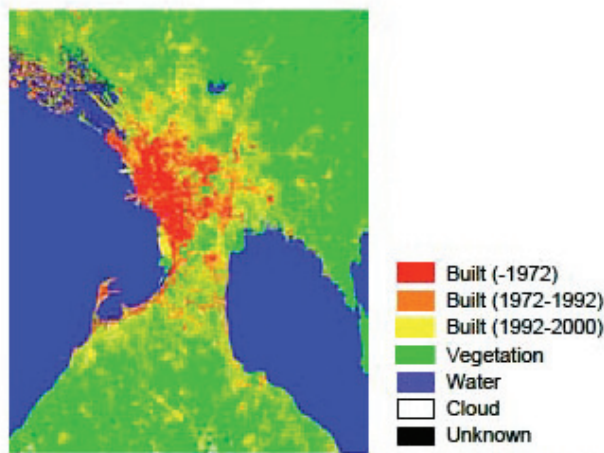 Built (-1972)
Built (1972-1992)
Built (1992-2000)
Vegetation
Water
Cloud
Unknown